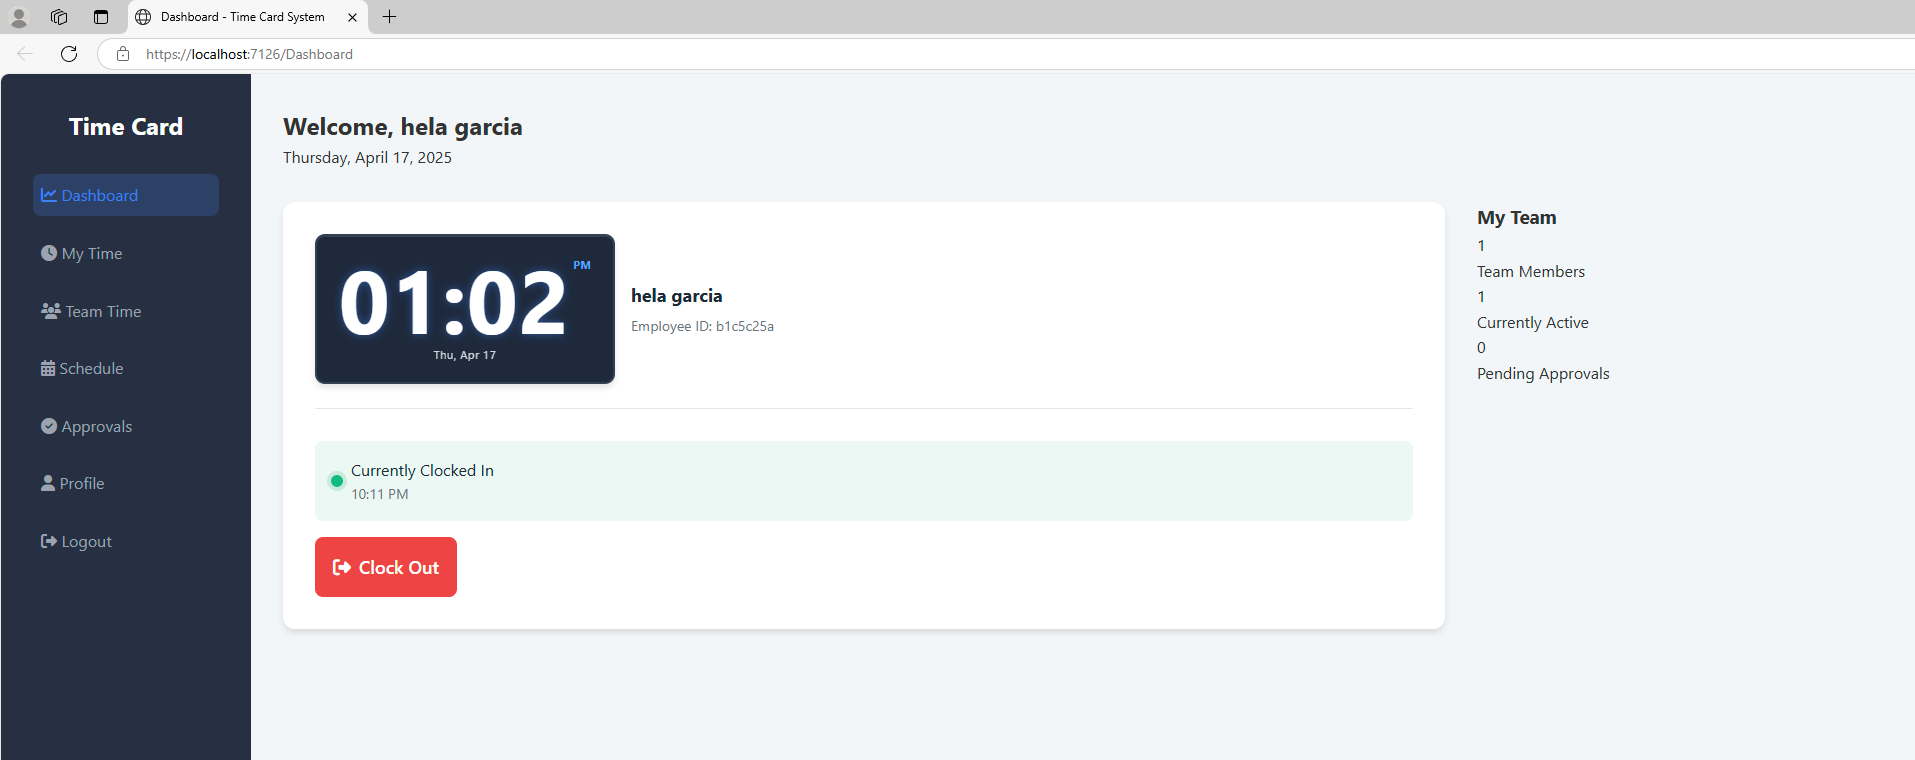 Dashboard - Time Card System
https://localhost:7126/Dashboard
Time Card
Dashboard
My Time
Team Time
Schedule
Approvals
Profile
Logout
Welcome, hela garcia
Thursday, April 17, 2025
01:02 PM
Thu, Apr 17
hela garcia
Employee ID: b1c5c25a
Currently Clocked In
10:11 PM
Clock Out
My Team
1
Team Members
1
Currently Active
0
Pending Approvals